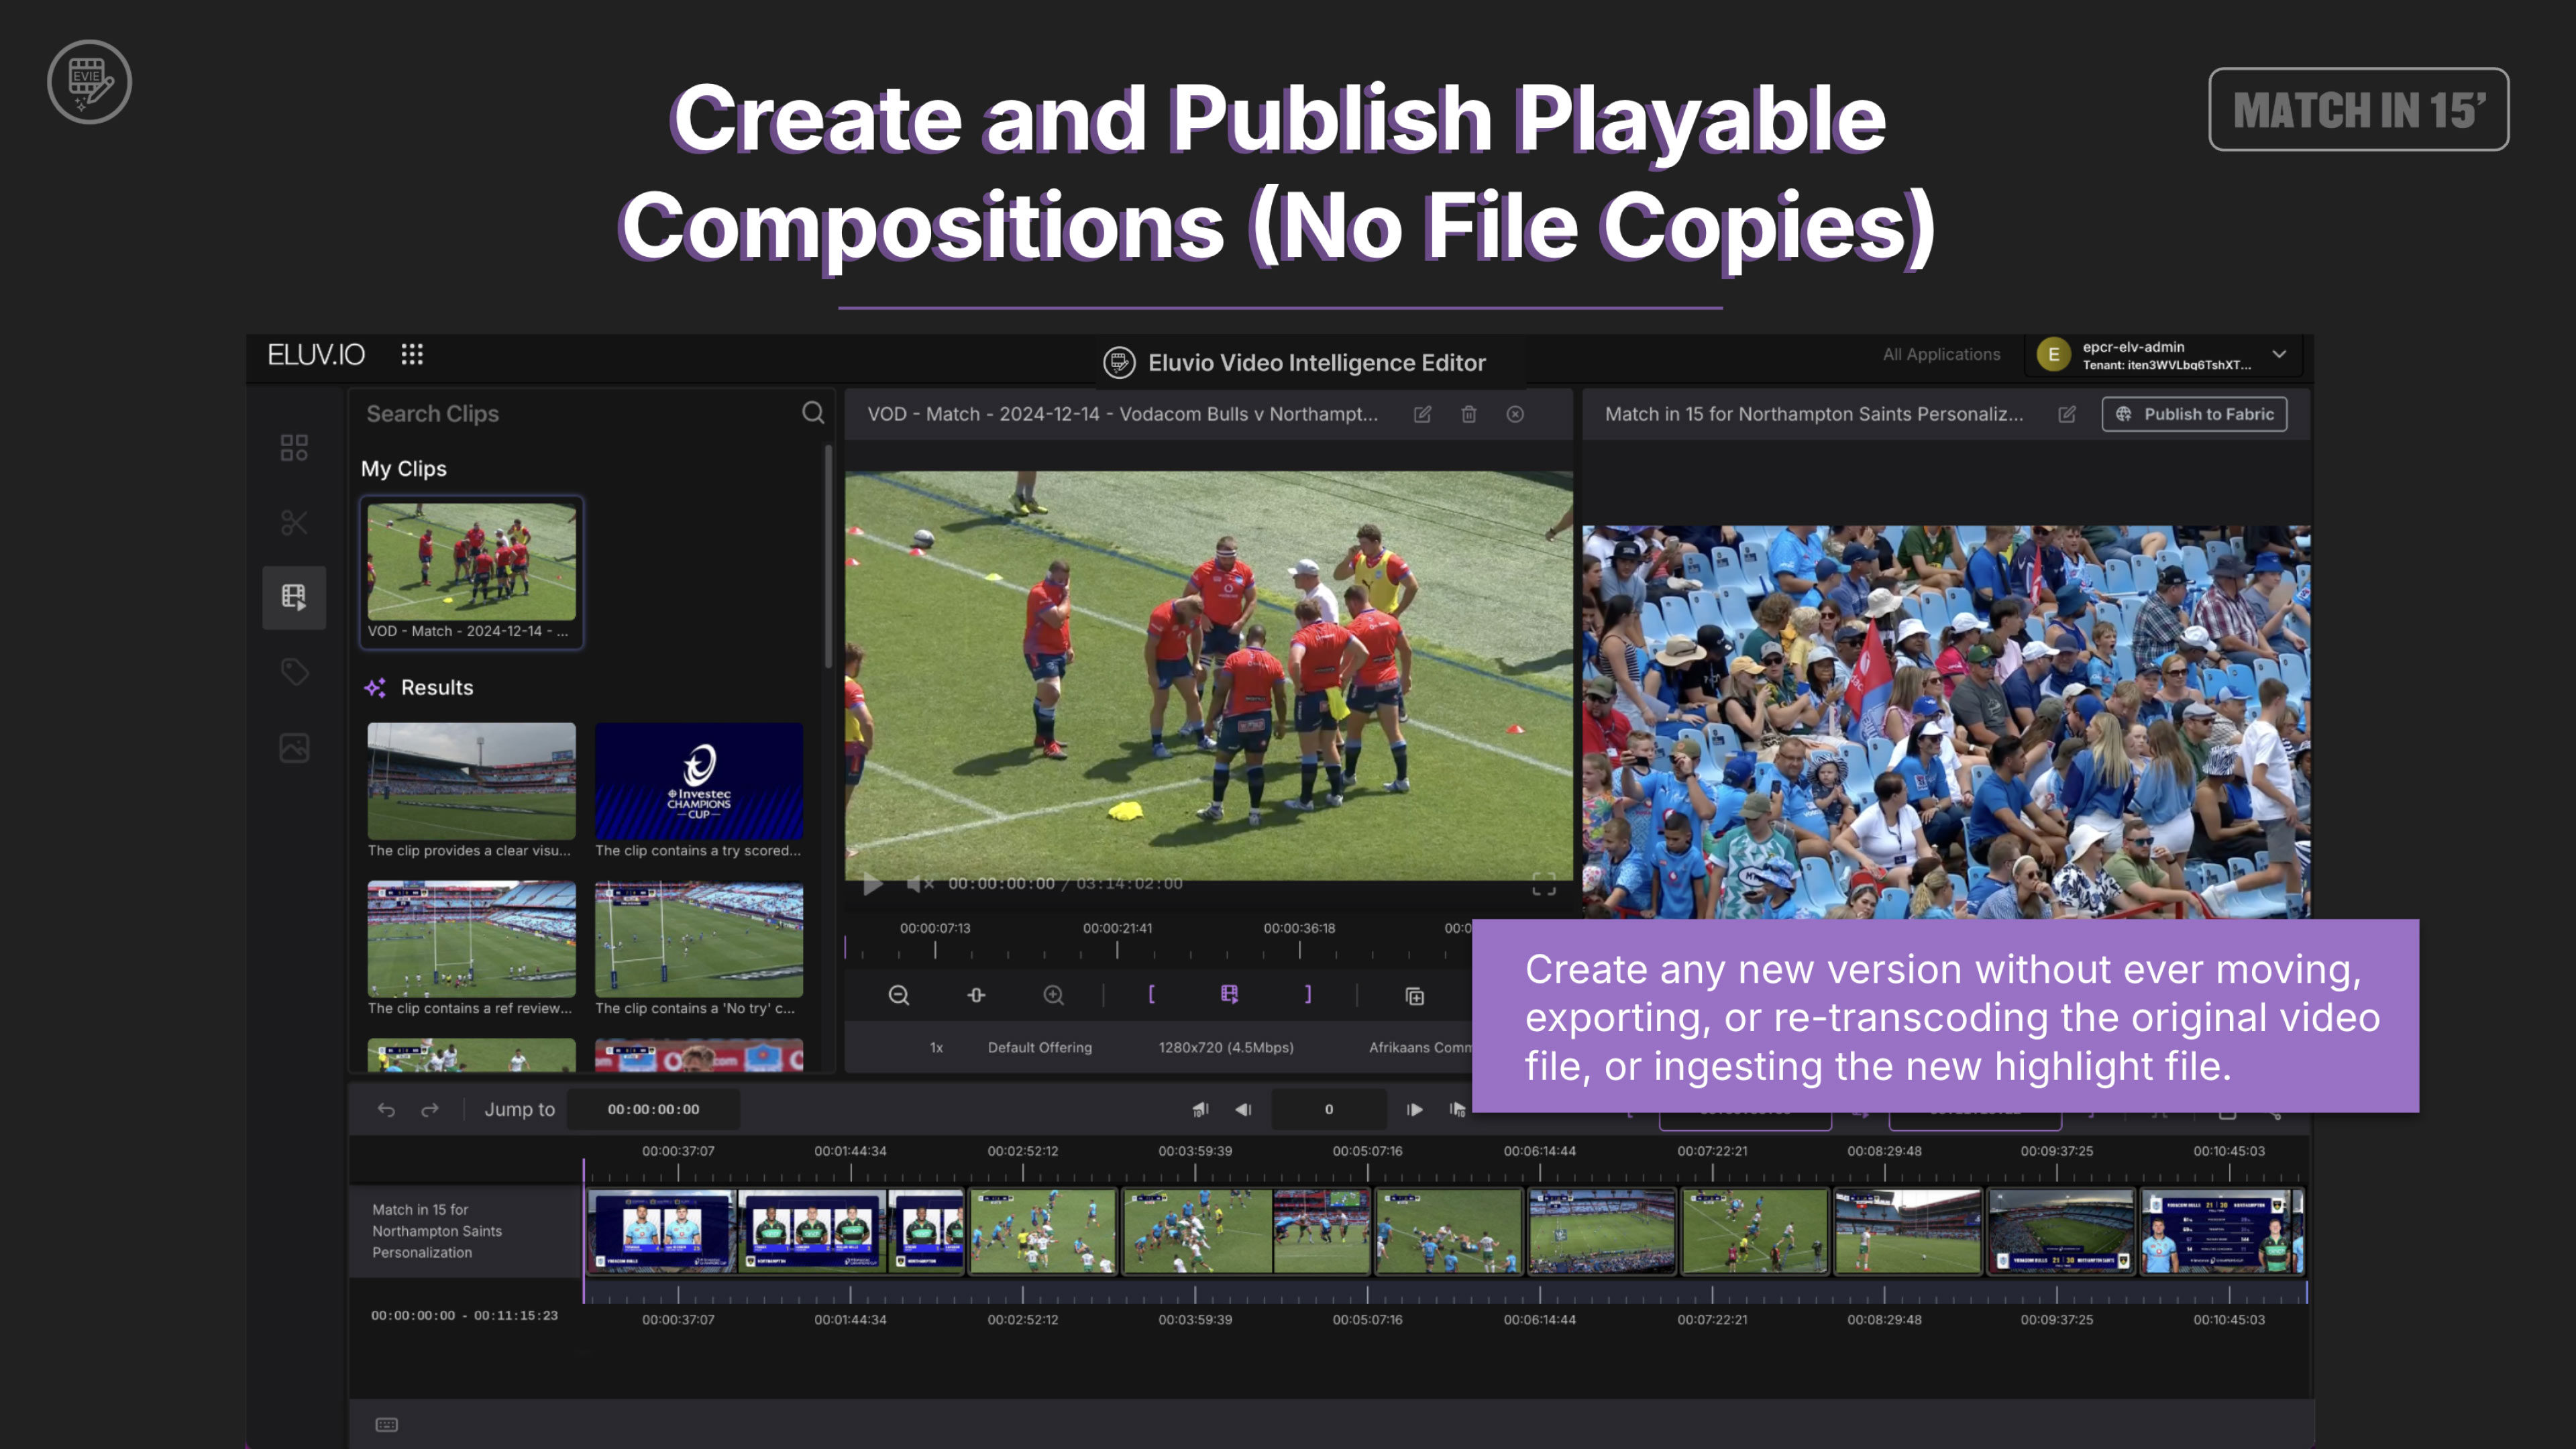 EVIE
MATCH IN 15’
Create and Publish Playable
Compositions (No File Copies)
ELUV.IO
Eluvio Video Intelligence Editor
All Applications
E
epcr-elv-admin
Tenant: iten3WVLbq6TshXT...
Search Clips
VOD - Match - 2024-12-14 - Vodacom Bulls v Northampt...
Match in 15 for Northampton Saints Personaliz...
Publish to Fabric
My Clips
VOD - Match - 2024-12-14 - ...
Results
Investec
CHAMPIONS
CUP
The clip provides a clear visu...
The clip contains a try scored...
The clip contains a ref review...
The clip contains a 'No try' c...
00:00:00:00 / 03:14:02:00
00:00:07:13
00:00:21:41
00:00:36:18
00:0
1x
Default Offering
1280x720 (4.5Mbps)
Afrikaans Comm
Create any new version without ever moving,
exporting, or re-transcoding the original video
file, or ingesting the new highlight file.
Jump to
00:00:00:00
10
0
10
00:00:37:07
00:01:44:34
00:02:52:12
00:03:59:39
00:05:07:16
00:06:14:44
00:07:22:21
00:08:29:48
00:09:37:25
00:10:45:03
Match in 15 for
Northampton Saints
Personalization
VODACOM BULLS 21 30 NORTHAMPTON
00:00:00:00 - 00:11:15:23
00:00:37:07
00:01:44:34
00:02:52:12
00:03:59:39
00:05:07:16
00:06:14:44
00:07:22:21
00:08:29:48
00:09:37:25
00:10:45:03